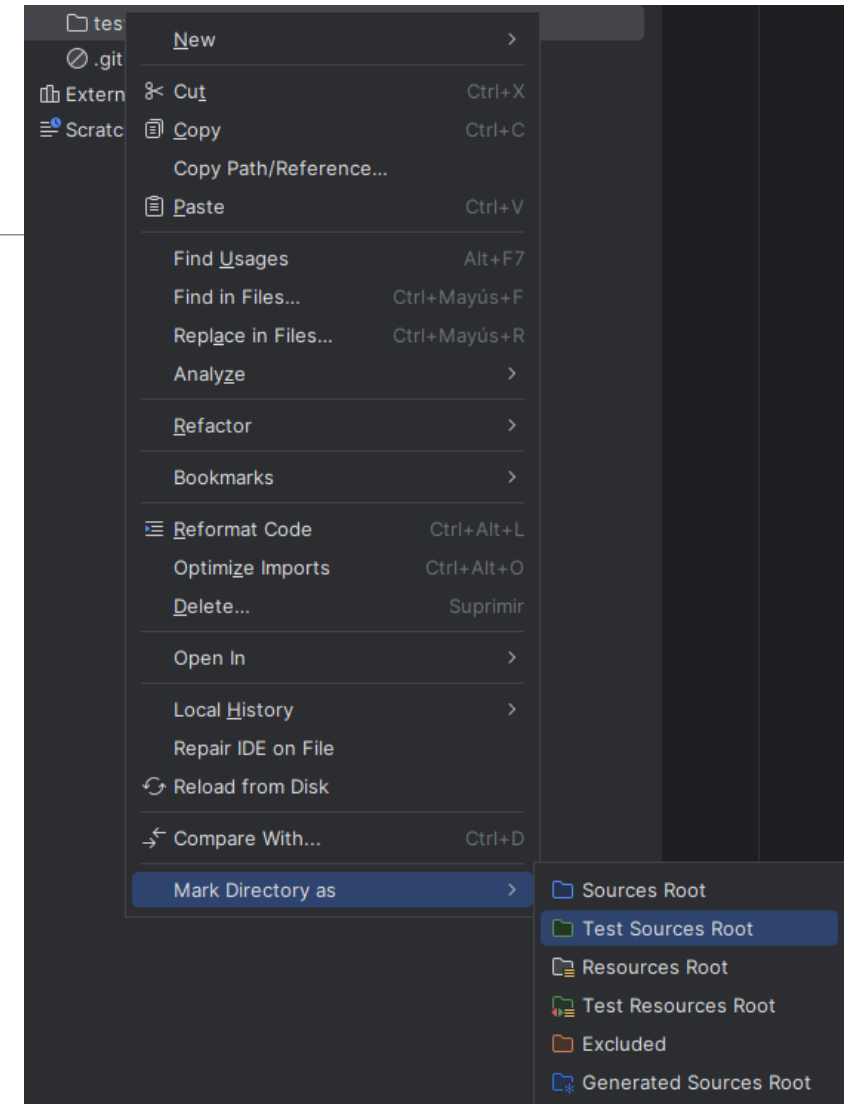 tes
New
.git
Extern
Cut Ctrl+X
Scratc
Copy Ctrl+C
Copy Path/Reference...
Paste Ctrl+V
Find Usages Alt+F7
Find in Files... Ctrl+Mayús+F
Replace in Files... Ctrl+Mayús+R
Analyze
Refactor
Bookmarks
Reformat Code Ctrl+Alt+L
Optimize Imports Ctrl+Alt+O
Delete... Suprimir
Open In
Local History
Repair IDE on File
Reload from Disk
Compare With... Ctrl+D
Mark Directory as
Sources Root
Test Sources Root
Resources Root
Test Resources Root
Excluded
Generated Sources Root